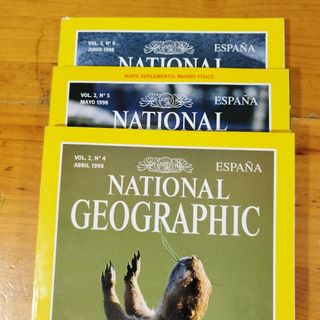 VOL. 2, Nº 6
JUNIO 1998
ESPAÑA
NATIONAL
MAPA SUPLEMENTO: MUNDO FÍSICO
VOL. 2, Nº 5
MAYO 1998
ESPAÑA
NATIONAL
VOL. 2, Nº 4
ABRIL 1998
ESPAÑA
NATIONAL
GEOGRAPHIC